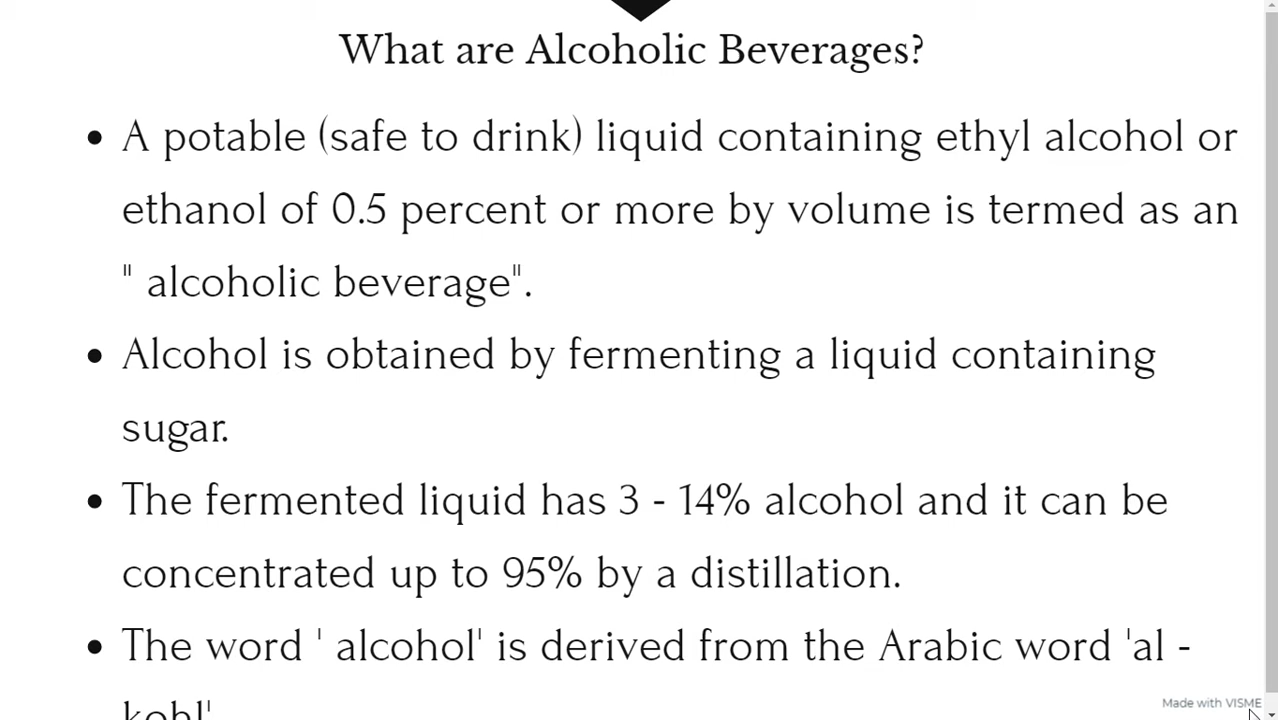 What are Alcoholic Beverages?
• A potable (safe to drink) liquid containing ethyl alcohol or
ethanol of 0.5 percent or more by volume is termed as an
" alcoholic beverage".
• Alcohol is obtained by fermenting a liquid containing
sugar.
• The fermented liquid has 3 - 14% alcohol and it can be
concentrated up to 95% by a distillation.
• The word ' alcohol' is derived from the Arabic word 'al -
kohl'
Made with VISME